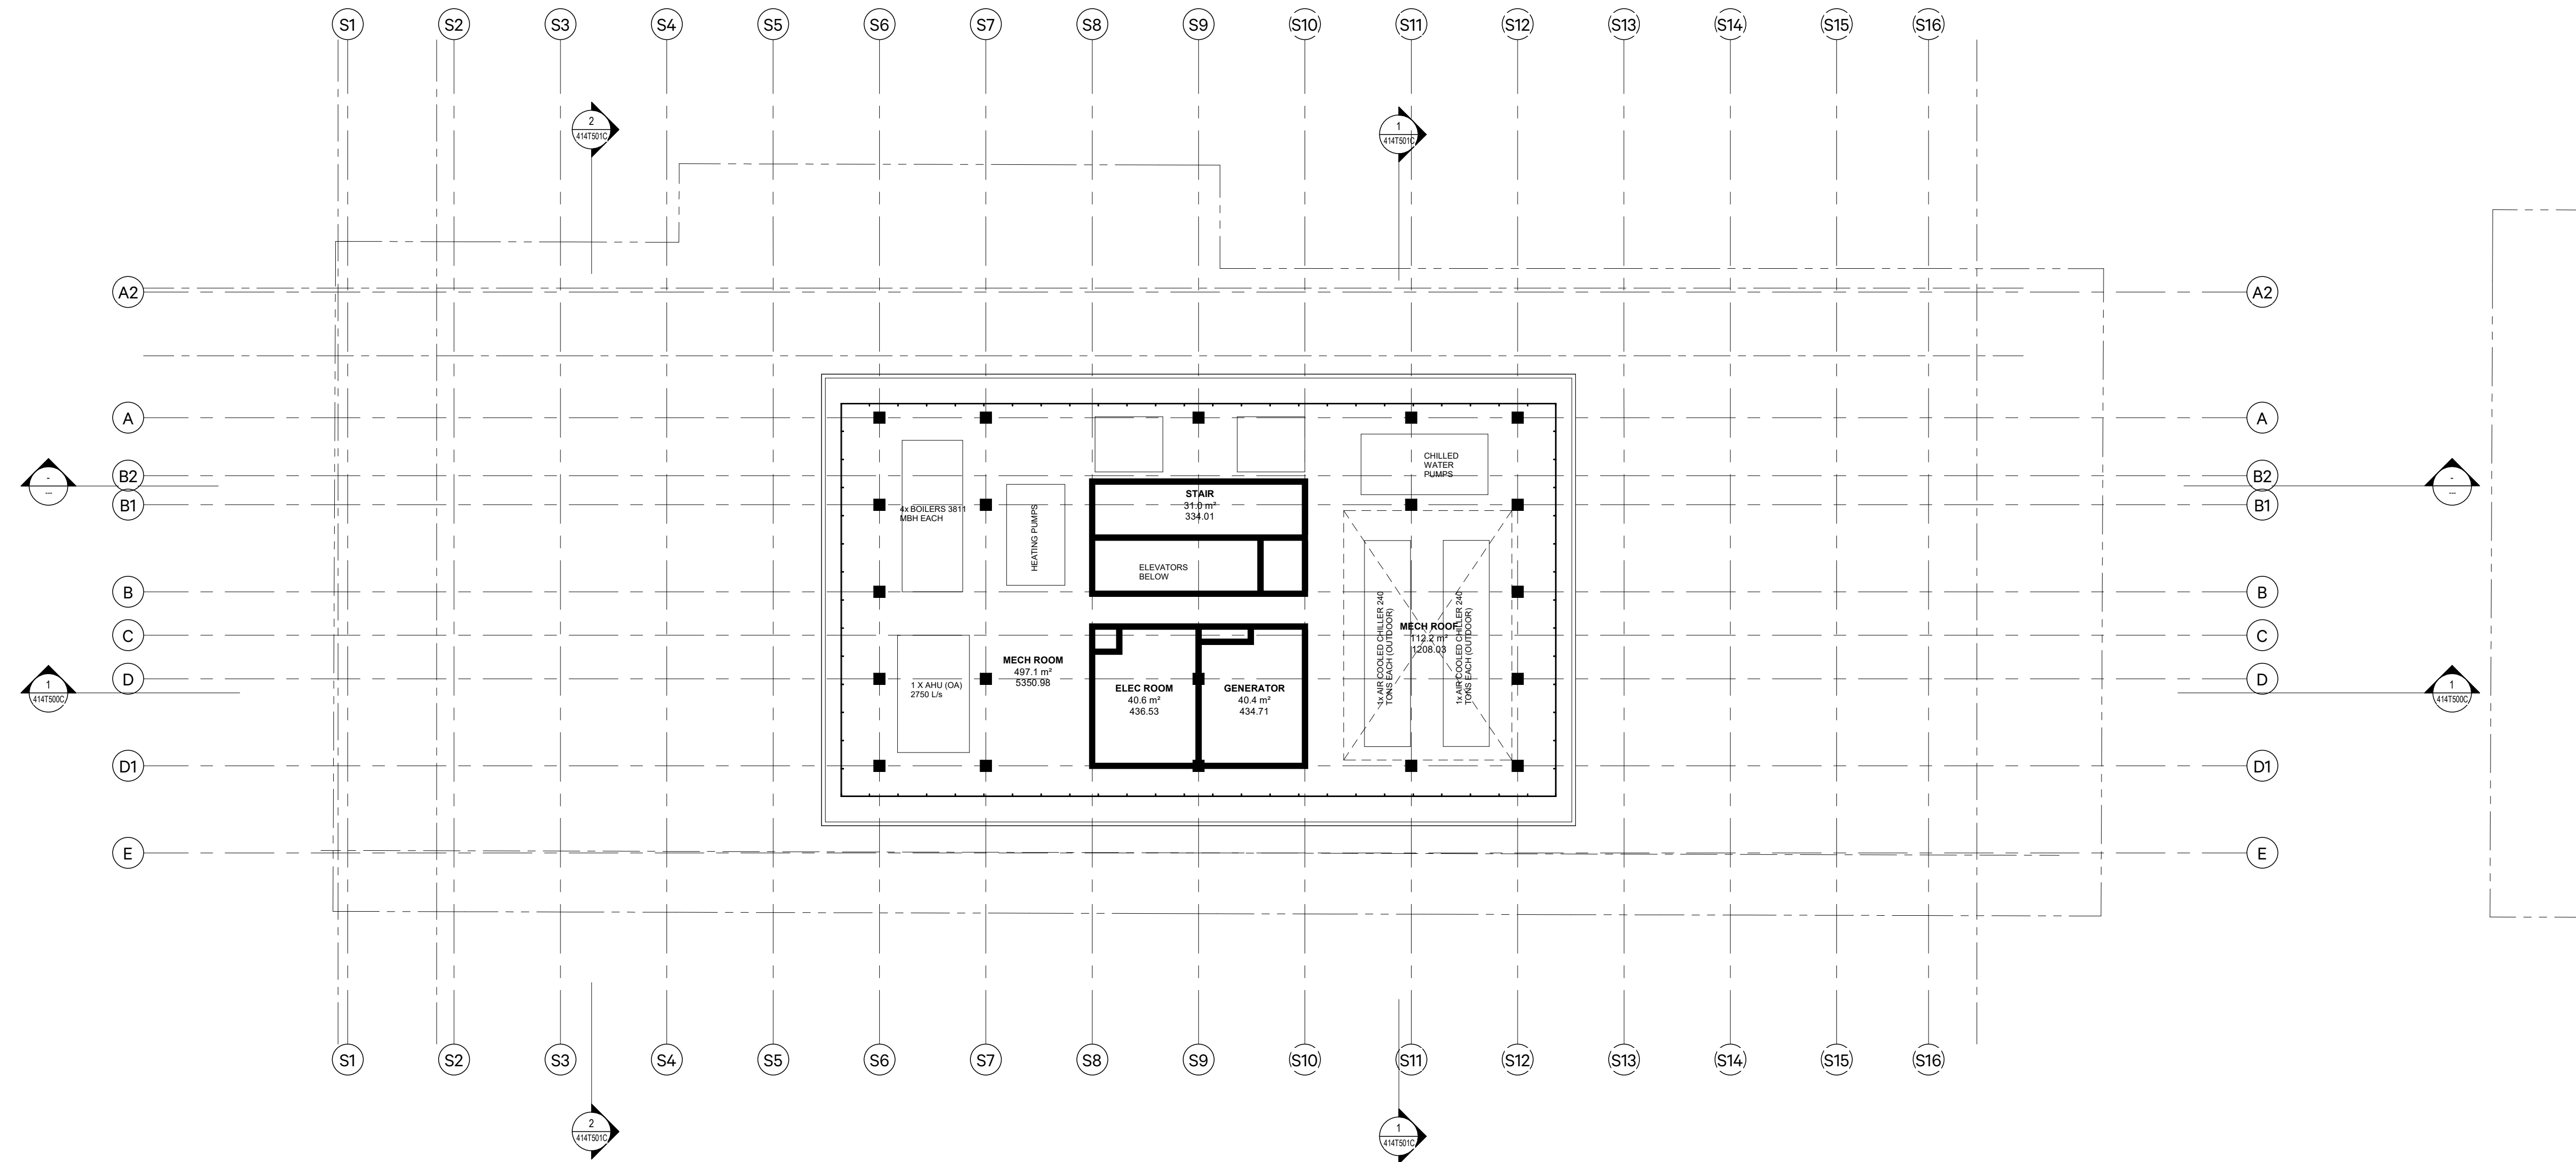 S1 S2 S3 S4 S5 S6 S7 S8 S9 S10 S11 S12 S13 S14 S15 S16
2
414T501C
1
414T501C
A2 A2
A A
B2 B2
-
---
-
---
B1 B1
CHILLED
WATER
PUMPS
STAIR
31.0 m²
334.01
4x BOILERS 3811
MBH EACH
HEATING PUMPS
ELEVATORS
BELOW
B B
C C
MECH ROOF
112.2 m²
1208.03
1x AIR COOLED CHILLER 240
TONS EACH (OUTDOOR)
1x AIR COOLED CHILLER 240
TONS EACH (OUTDOOR)
MECH ROOM
497.1 m²
5350.98
D D
1
414T500C
1
414T500C
1 X AHU (OA)
2750 L/s
ELEC ROOM
40.6 m²
436.53
GENERATOR
40.4 m²
434.71
D1 D1
E E
S1 S2 S3 S4 S5 S6 S7 S8 S9 S10 S11 S12 S13 S14 S15 S16
2
414T501C
1
414T501C